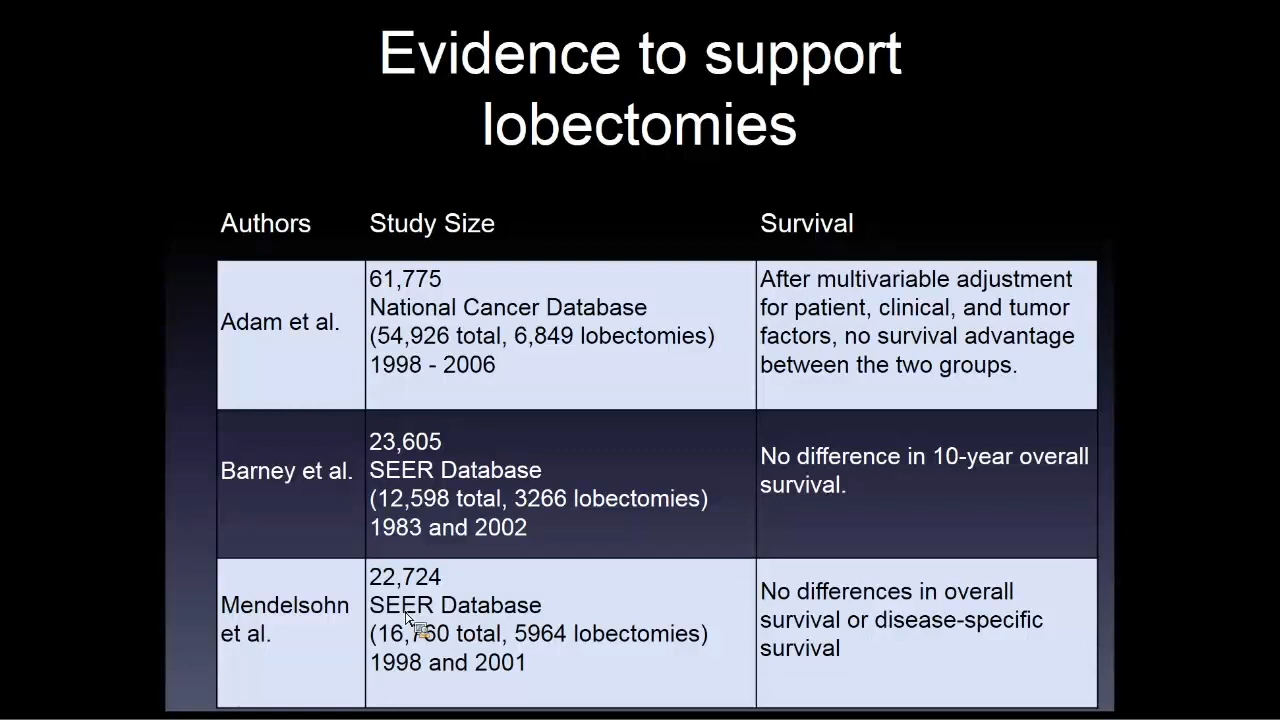 Evidence to support
lobectomies
Authors
Study Size
Survival
Adam et al.
61,775
National Cancer Database
(54,926 total, 6,849 lobectomies)
1998 - 2006
After multivariable adjustment
for patient, clinical, and tumor
factors, no survival advantage
between the two groups.
Barney et al.
23,605
SEER Database
(12,598 total, 3266 lobectomies)
1983 and 2002
No difference in 10-year overall
survival.
Mendelsohn
et al.
22,724
SEER Database
(16,760 total, 5964 lobectomies)
1998 and 2001
No differences in overall
survival or disease-specific
survival